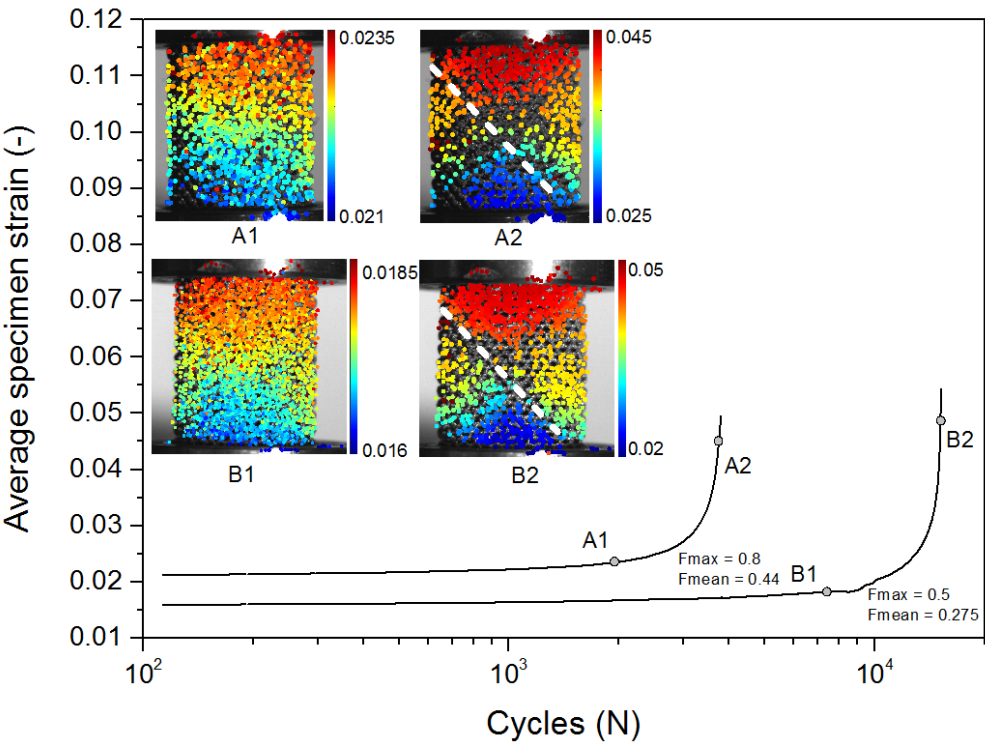 Average specimen strain (-)
0.12
0.11
0.10
0.09
0.08
0.07
0.06
0.05
0.04
0.03
0.02
0.01
0.0235
0.021
A1
0.045
0.025
A2
0.0185
0.016
B1
0.05
0.02
B2
A1
A2
Fmax = 0.8
Fmean = 0.44
B1
B2
Fmax = 0.5
Fmean = 0.275
10²
10³
10⁴
Cycles (N)